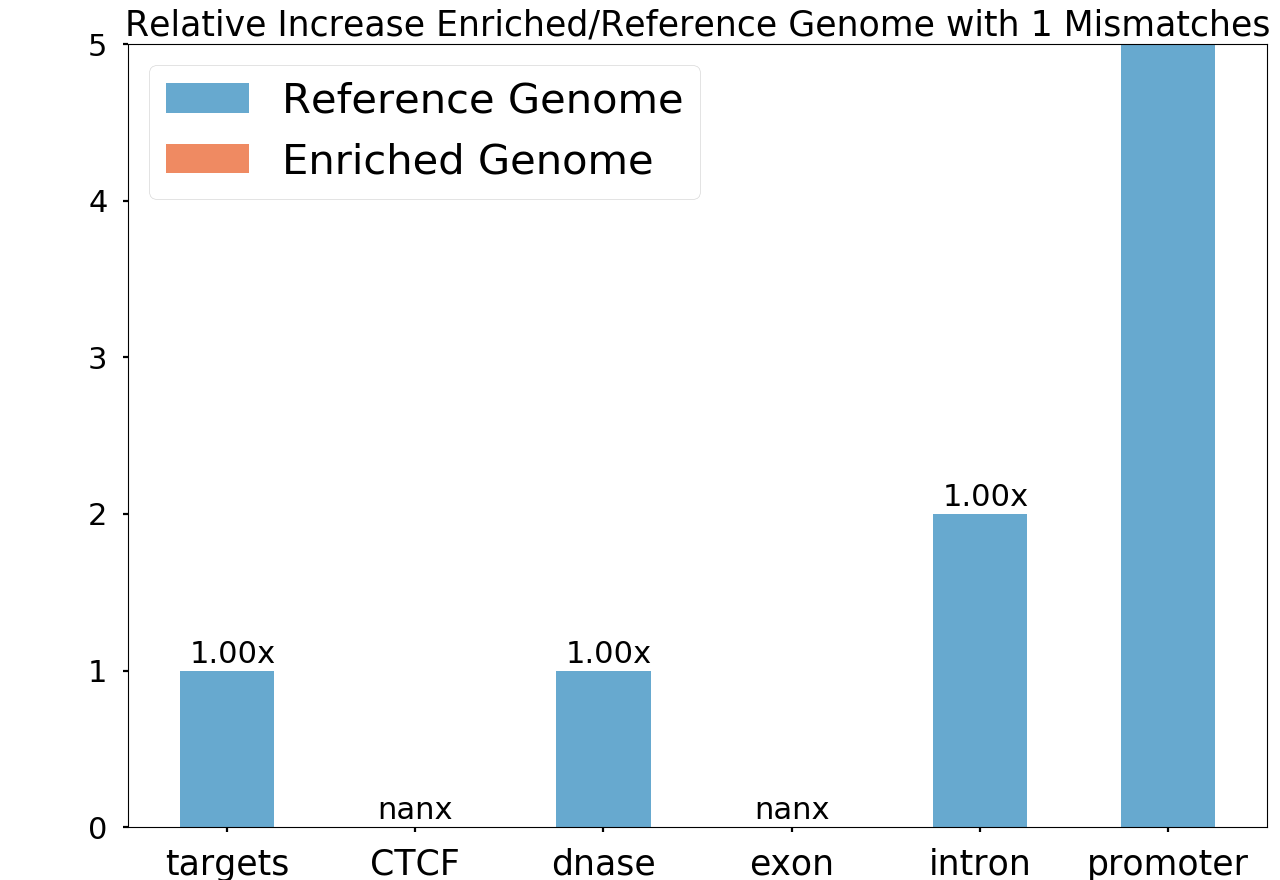 Relative Increase Enriched/Reference Genome with 1 Mismatches
5
Reference Genome
Enriched Genome
4
3
2
1.00x
1
1.00x
1.00x
nanx
nanx
0
targets
CTCF
dnase
exon
intron
promoter